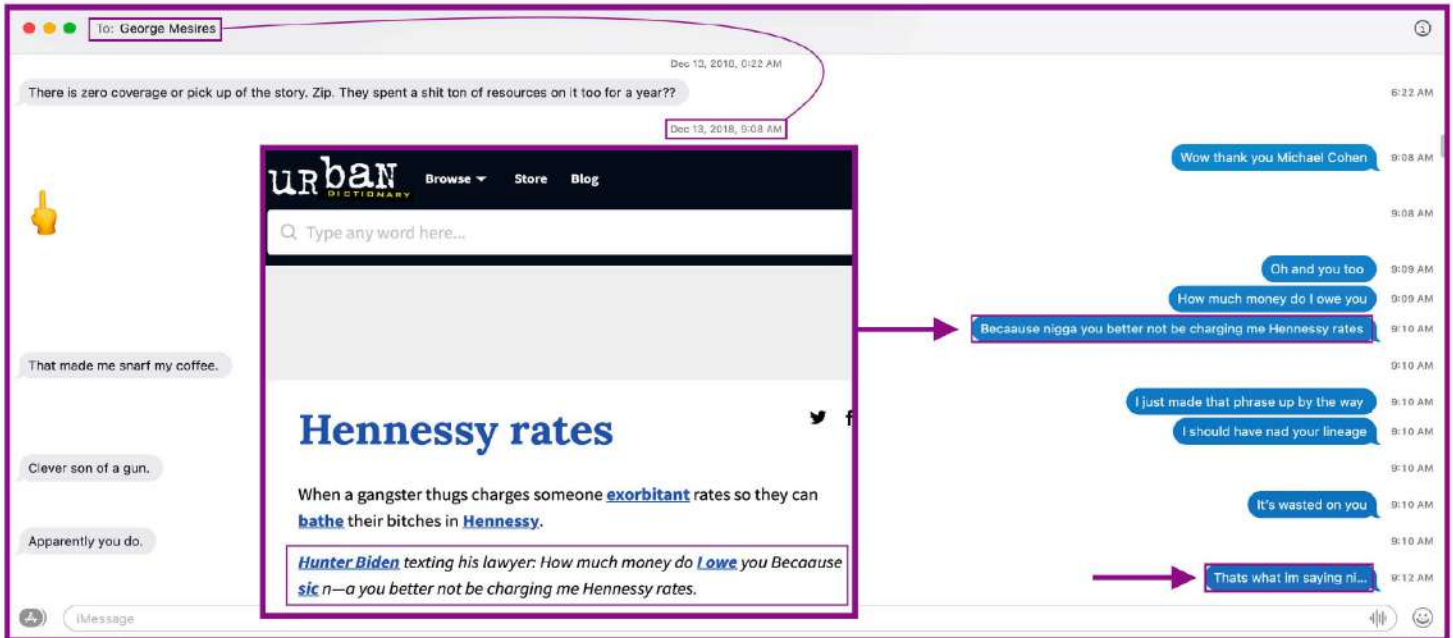 To: George Mesires
Dec 13, 2018, 6:22 AM
There is zero coverage or pick up of the story. Zip. They spent a shit ton of resources on it too for a year??
6:22 AM
Dec 13, 2018, 9:08 AM
Wow thank you Michael Cohen
9:08 AM
9:08 AM
Oh and you too
9:09 AM
How much money do I owe you
9:09 AM
Becaause nigga you better not be charging me Hennessy rates
9:10 AM
That made me snarf my coffee.
9:10 AM
I just made that phrase up by the way
9:10 AM
I should have nad your lineage
9:10 AM
Clever son of a gun.
9:10 AM
It's wasted on you
9:10 AM
Apparently you do.
9:10 AM
Thats what im saying ni...
9:12 AM
iMessage
URBAN
DICTIONARY
Browse Store Blog
Type any word here...
Hennessy rates
When a gangster thugs charges someone exorbitant rates so they can
bathe their bitches in Hennessy.
Hunter Biden texting his lawyer: How much money do I owe you Becaause
sic n—a you better not be charging me Hennessy rates.